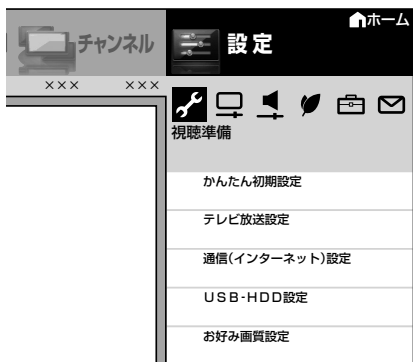 ホーム
チャンネル
設定
××× ×××
視聴準備
かんたん初期設定
テレビ放送設定
通信(インターネット)設定
USB-HDD設定
お好み画質設定